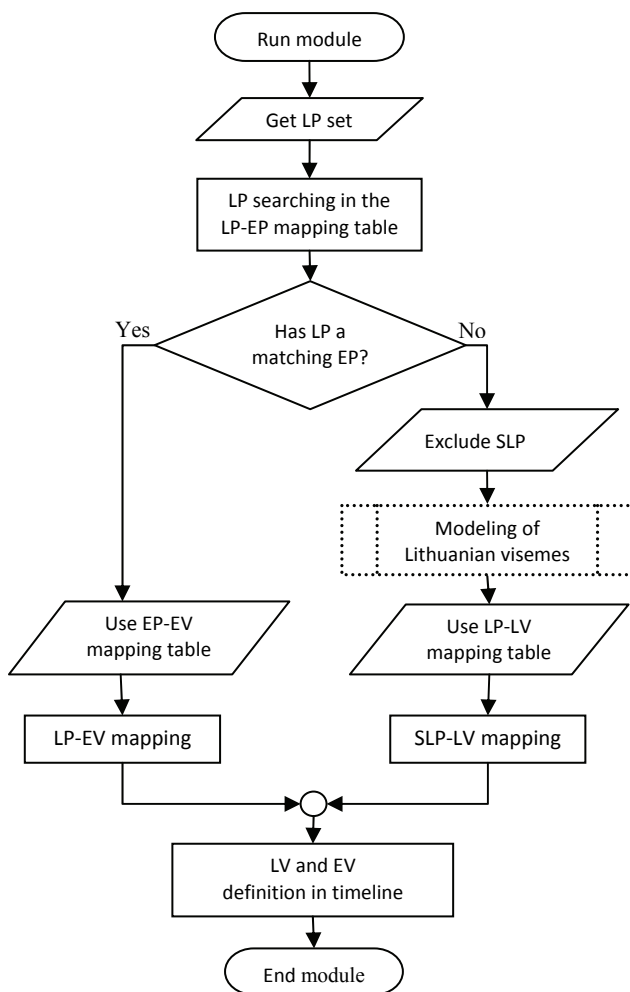 Run module
Get LP set
LP searching in the
LP-EP mapping table
Has LP a
matching EP?
Yes
No
Exclude SLP
Modeling of
Lithuanian visemes
Use EP-EV
mapping table
Use LP-LV
mapping table
LP-EV mapping
SLP-LV mapping
LV and EV
definition in timeline
End module